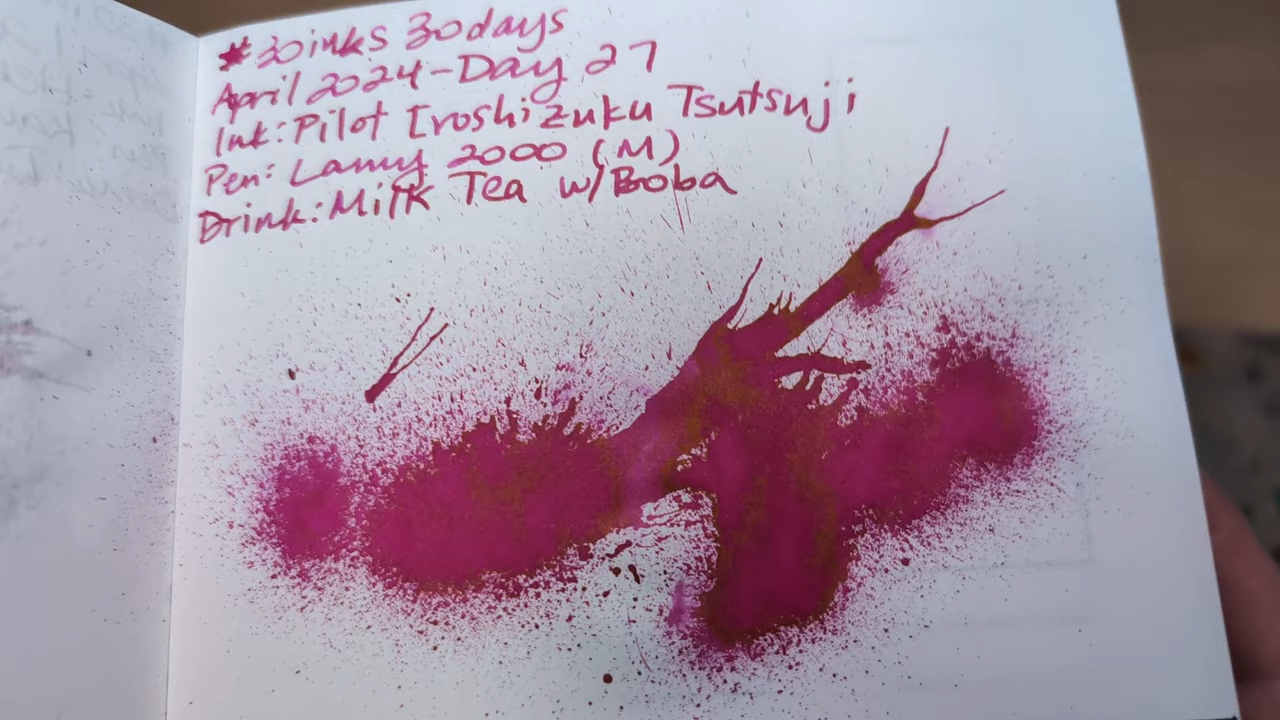 #30inks 30days
April 2024-Day 27
Ink: Pilot Iroshizuku Tsutsuji
Pen: Lamy 2000 (M)
Drink: Milk Tea w/Boba